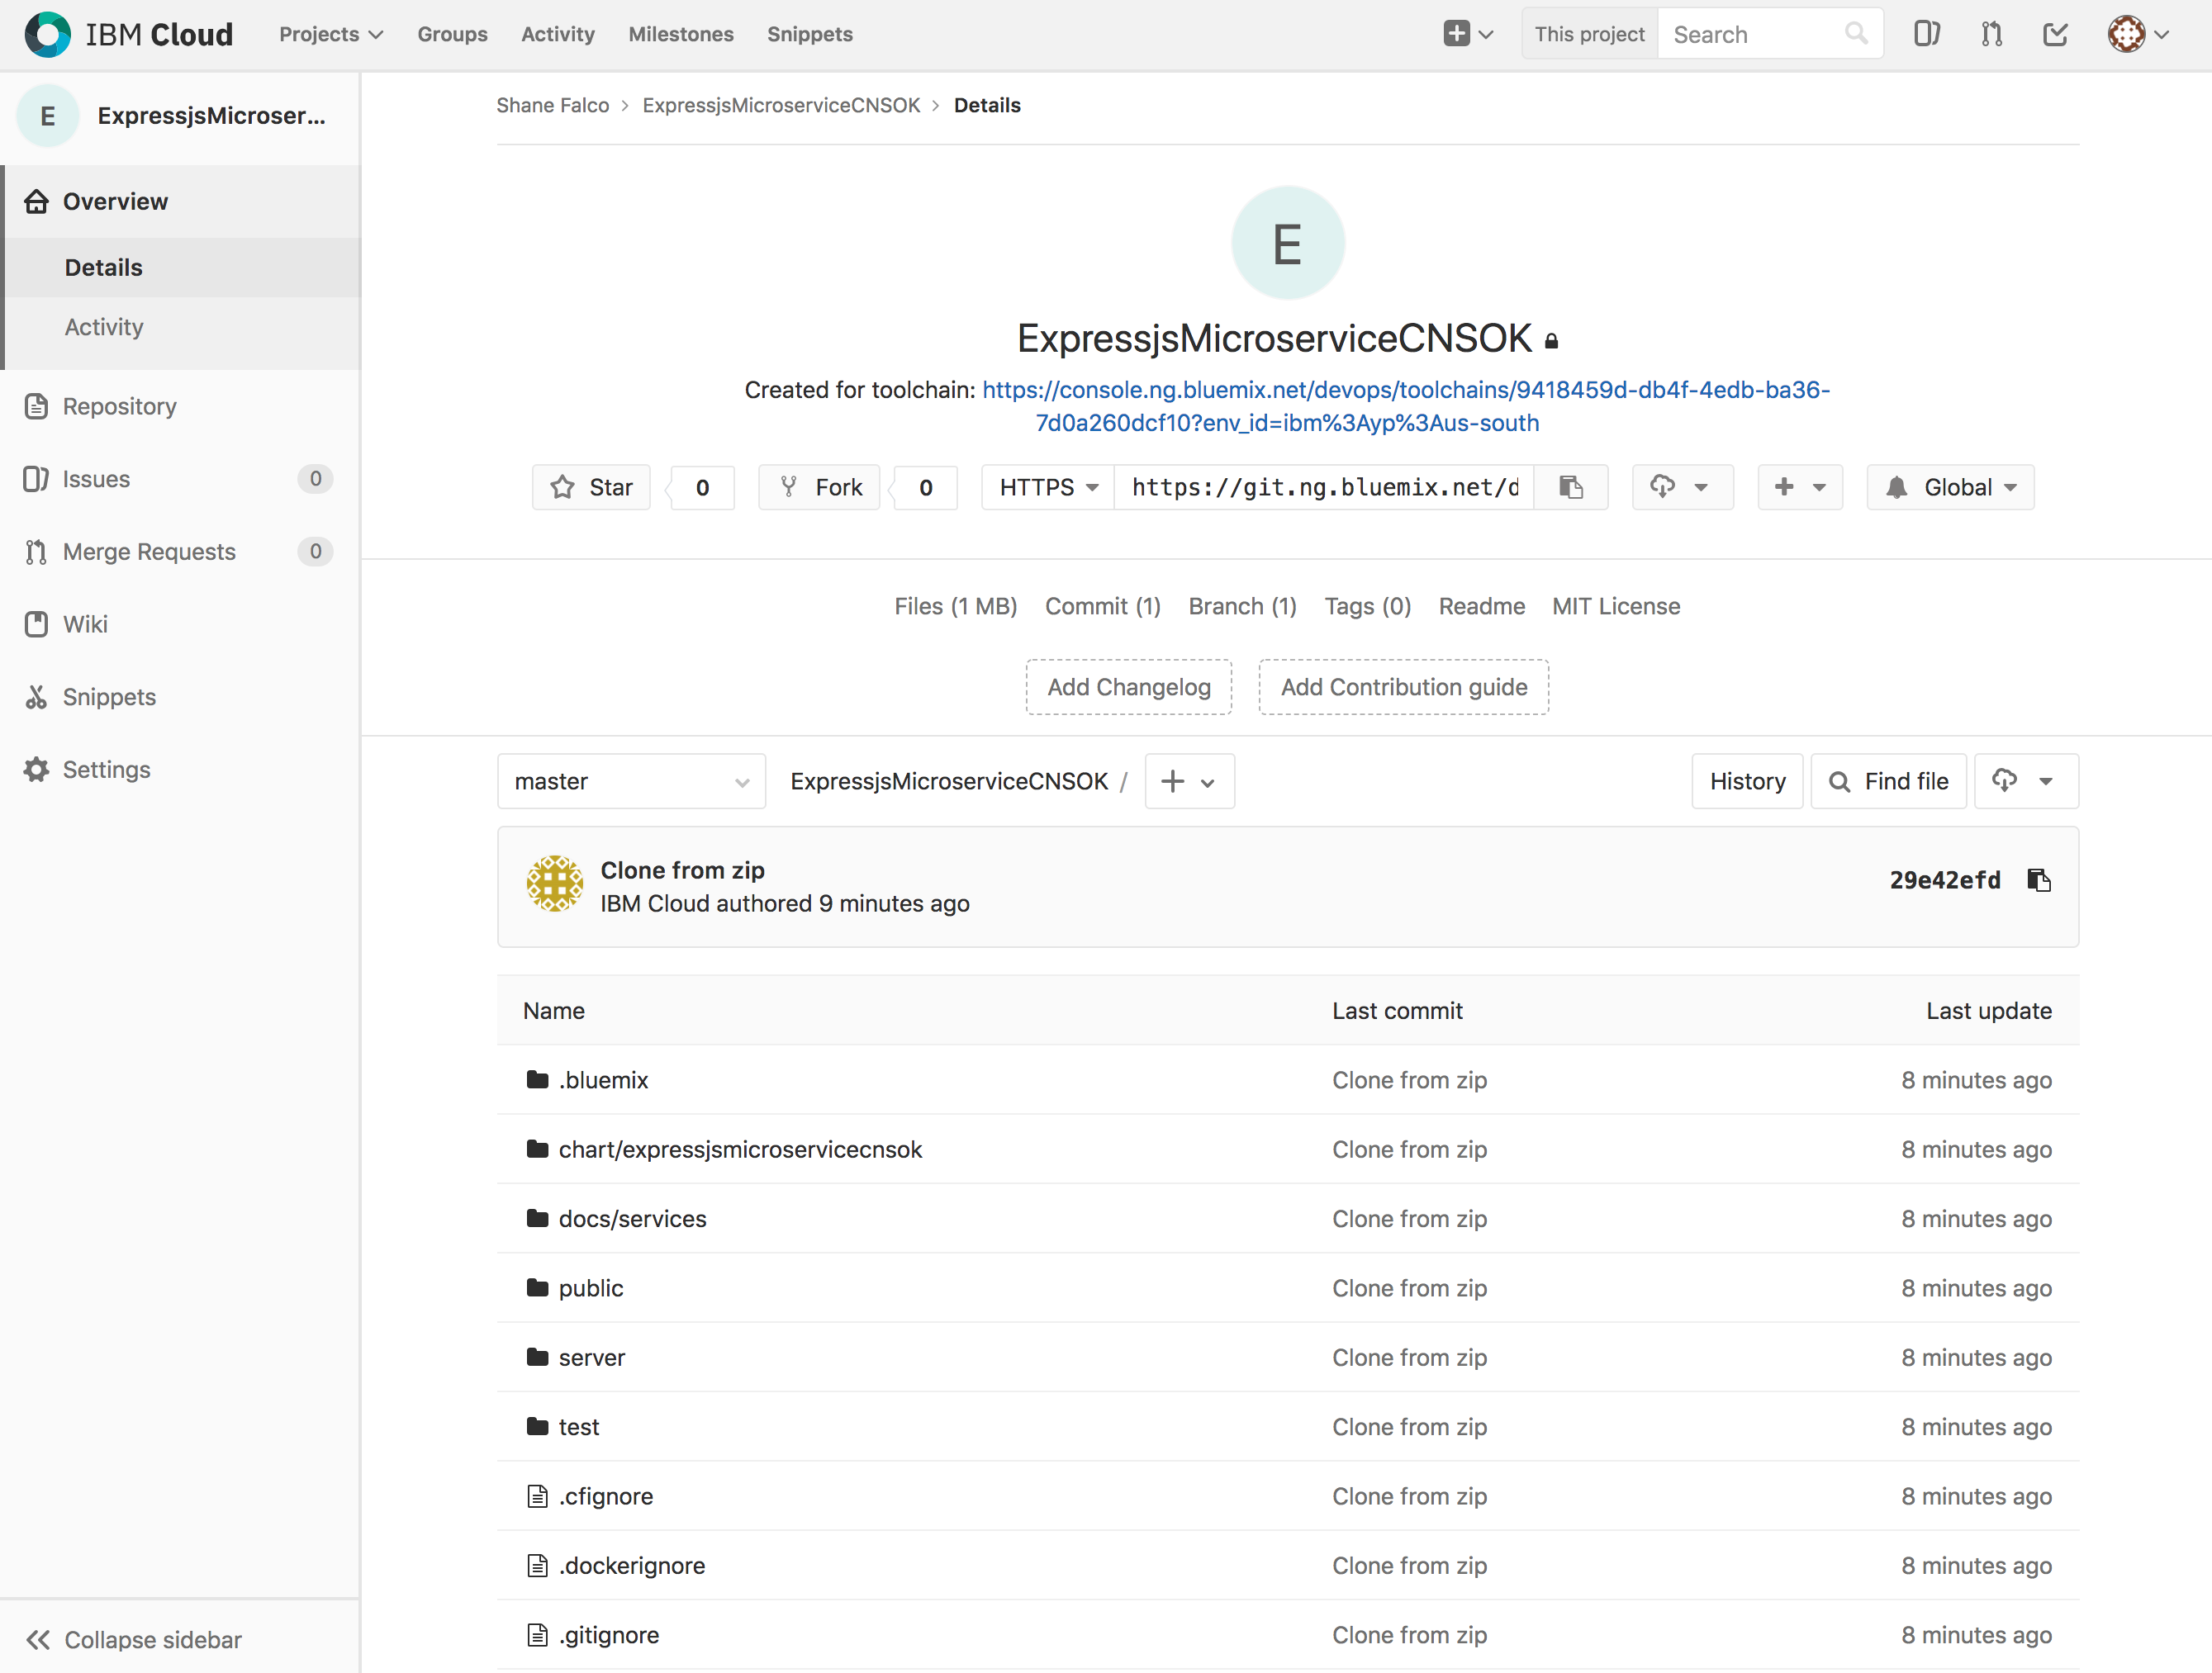 IBM Cloud Projects Groups Activity Milestones Snippets This project Search
E ExpressjsMicroser...
Overview
Details
Activity
Repository
Issues 0
Merge Requests 0
Wiki
Snippets
Settings
Collapse sidebar
Shane Falco > ExpressjsMicroserviceCNSOK > Details
E
ExpressjsMicroserviceCNSOK
Created for toolchain: https://console.ng.bluemix.net/devops/toolchains/9418459d-db4f-4edb-ba36-
7d0a260dcf10?env_id=ibm%3Ayp%3Aus-south
Star 0 Fork 0 HTTPS https://git.ng.bluemix.net/d Global
Files (1 MB) Commit (1) Branch (1) Tags (0) Readme MIT License
Add Changelog Add Contribution guide
master ExpressjsMicroserviceCNSOK / History Find file
Clone from zip
IBM Cloud authored 9 minutes ago
29e42efd
Name Last commit Last update
.bluemix Clone from zip 8 minutes ago
chart/expressjsmicroservicecnsok Clone from zip 8 minutes ago
docs/services Clone from zip 8 minutes ago
public Clone from zip 8 minutes ago
server Clone from zip 8 minutes ago
test Clone from zip 8 minutes ago
.cfignore Clone from zip 8 minutes ago
.dockerignore Clone from zip 8 minutes ago
.gitignore Clone from zip 8 minutes ago